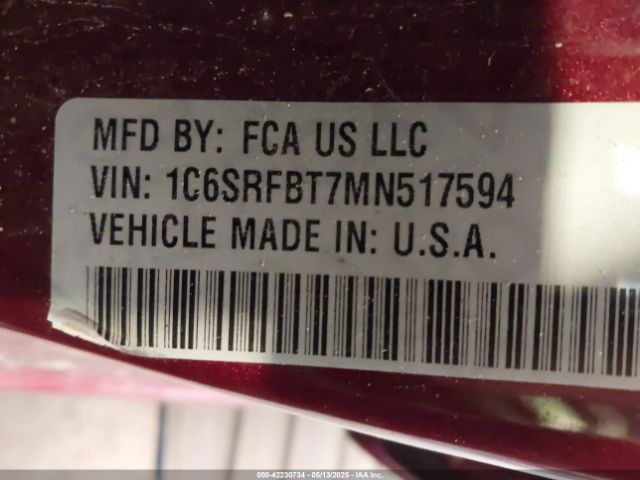 MFD BY: FCA US LLC
VIN: 1C6SRFBT7MN517594
VEHICLE MADE IN: U.S.A.
000-42230734 - 05/13/2025 - IAA Inc.